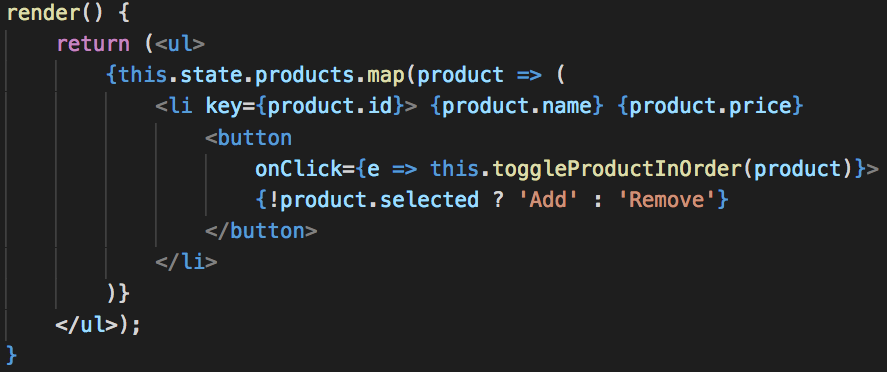 render() {
    return (<ul>
        {this.state.products.map(product => (
            <li key={product.id}> {product.name} {product.price}
                <button
                    onClick={e => this.toggleProductInOrder(product)}>
                    {!product.selected ? 'Add' : 'Remove'}
                </button>
            </li>
        )}
    </ul>);
}